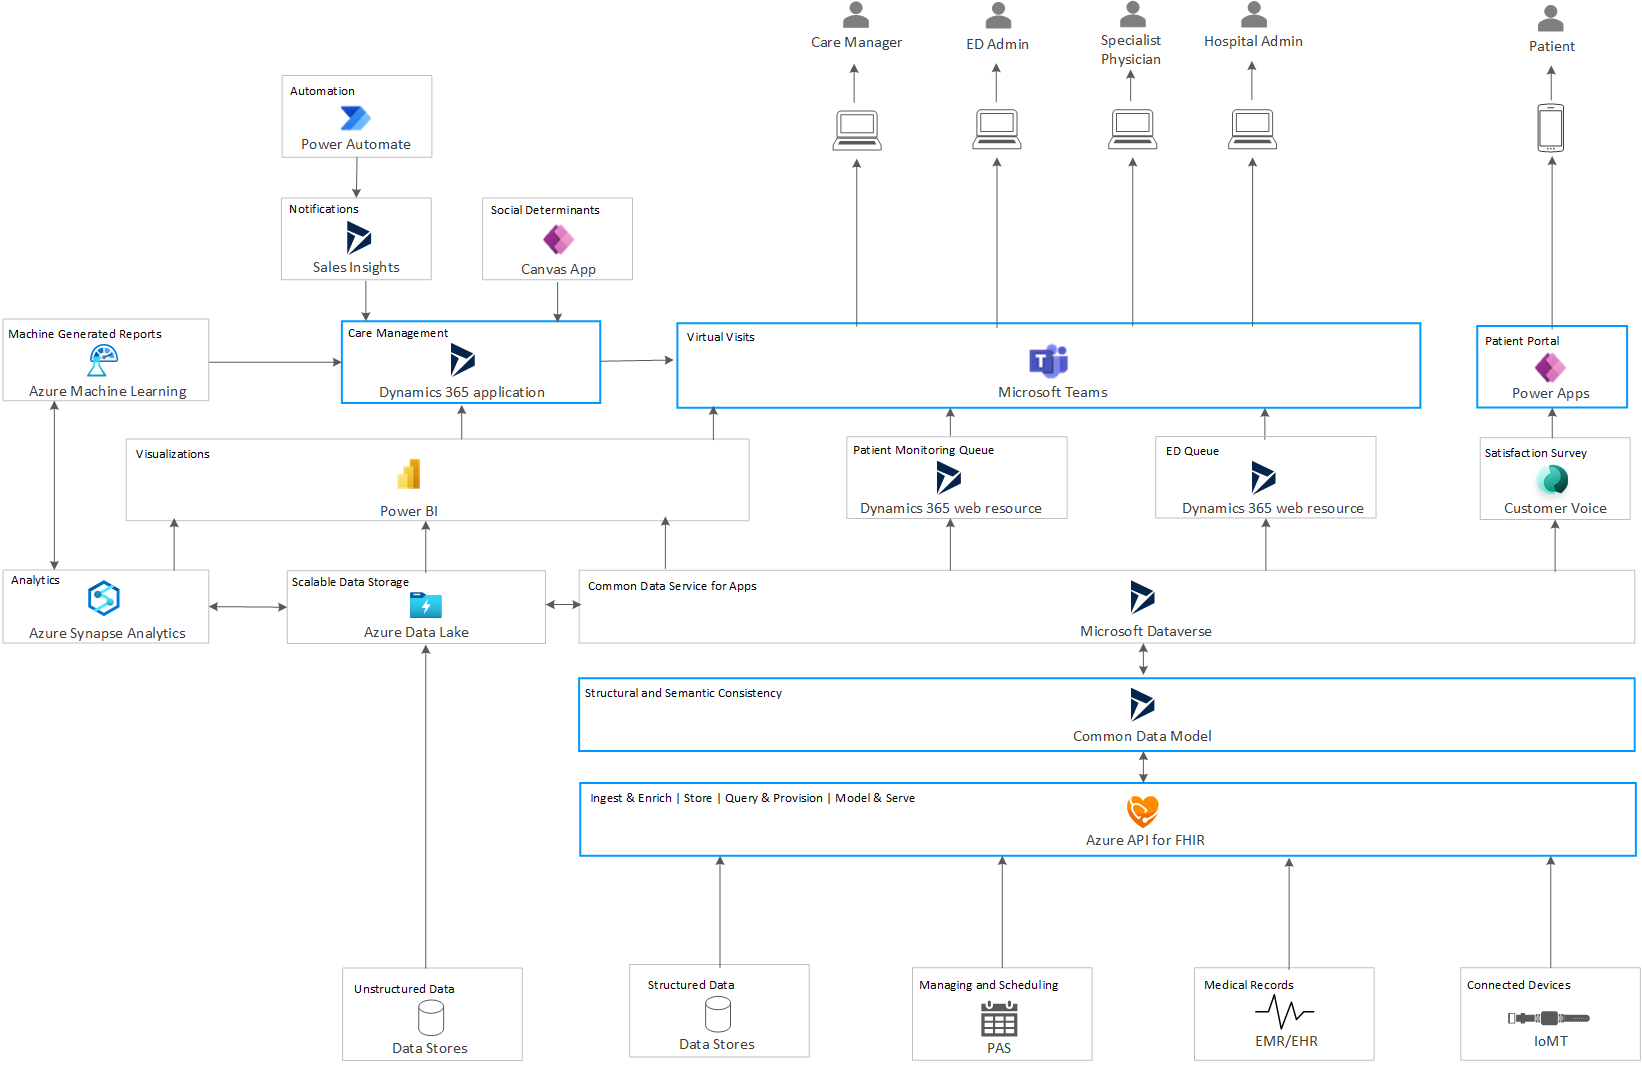 Care Manager
ED Admin
Specialist
Physician
Hospital Admin
Patient
Automation
Power Automate
Notifications
Sales Insights
Social Determinants
Canvas App
Machine Generated Reports
Azure Machine Learning
Care Management
Dynamics 365 application
Virtual Visits
Microsoft Teams
Patient Portal
Power Apps
Visualizations
Power BI
Patient Monitoring Queue
Dynamics 365 web resource
ED Queue
Dynamics 365 web resource
Satisfaction Survey
Customer Voice
Analytics
Azure Synapse Analytics
Scalable Data Storage
Azure Data Lake
Common Data Service for Apps
Microsoft Dataverse
Structural and Semantic Consistency
Common Data Model
Ingest & Enrich | Store | Query & Provision | Model & Serve
Azure API for FHIR
Unstructured Data
Data Stores
Structured Data
Data Stores
Managing and Scheduling
PAS
Medical Records
EMR/EHR
Connected Devices
IoMT